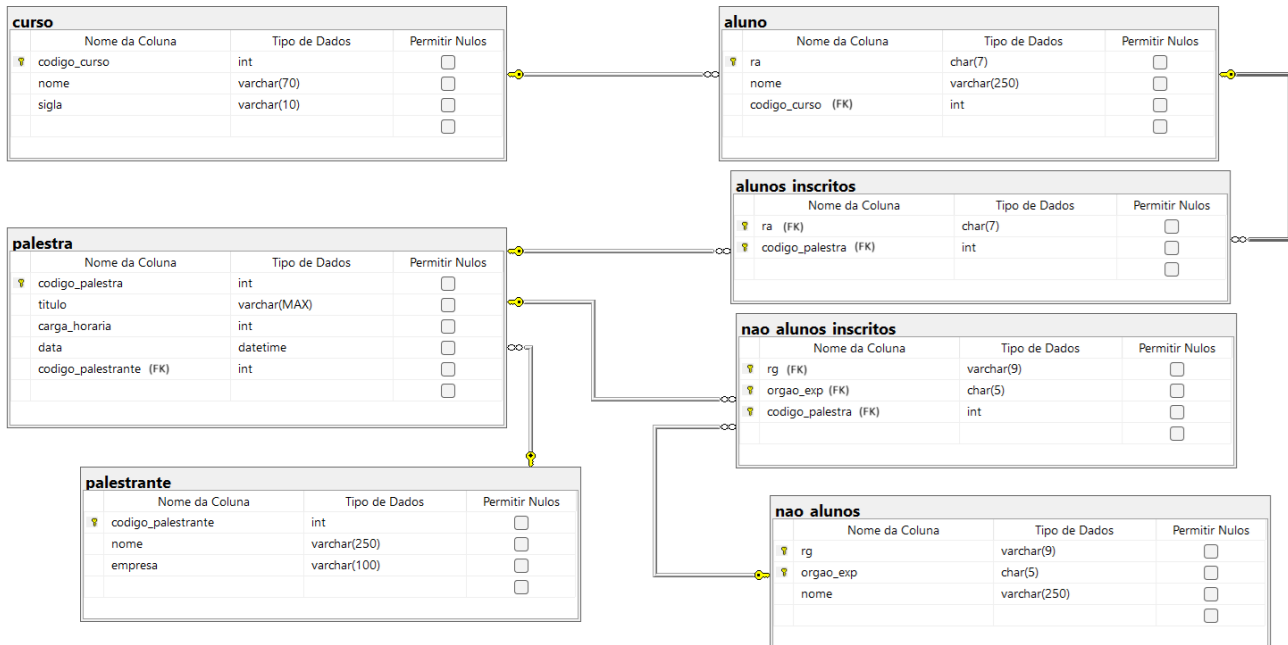 curso
Nome da Coluna Tipo de Dados Permitir Nulos
codigo_curso int
nome varchar(70)
sigla varchar(10)
aluno
Nome da Coluna Tipo de Dados Permitir Nulos
ra char(7)
nome varchar(250)
codigo_curso (FK) int
alunos inscritos
Nome da Coluna Tipo de Dados Permitir Nulos
ra (FK) char(7)
codigo_palestra (FK) int
palestra
Nome da Coluna Tipo de Dados Permitir Nulos
codigo_palestra int
titulo varchar(MAX)
carga_horaria int
data datetime
codigo_palestrante (FK) int
nao alunos inscritos
Nome da Coluna Tipo de Dados Permitir Nulos
rg (FK) varchar(9)
orgao_exp (FK) char(5)
codigo_palestra (FK) int
palestrante
Nome da Coluna Tipo de Dados Permitir Nulos
codigo_palestrante int
nome varchar(250)
empresa varchar(100)
nao alunos
Nome da Coluna Tipo de Dados Permitir Nulos
rg varchar(9)
orgao_exp char(5)
nome varchar(250)